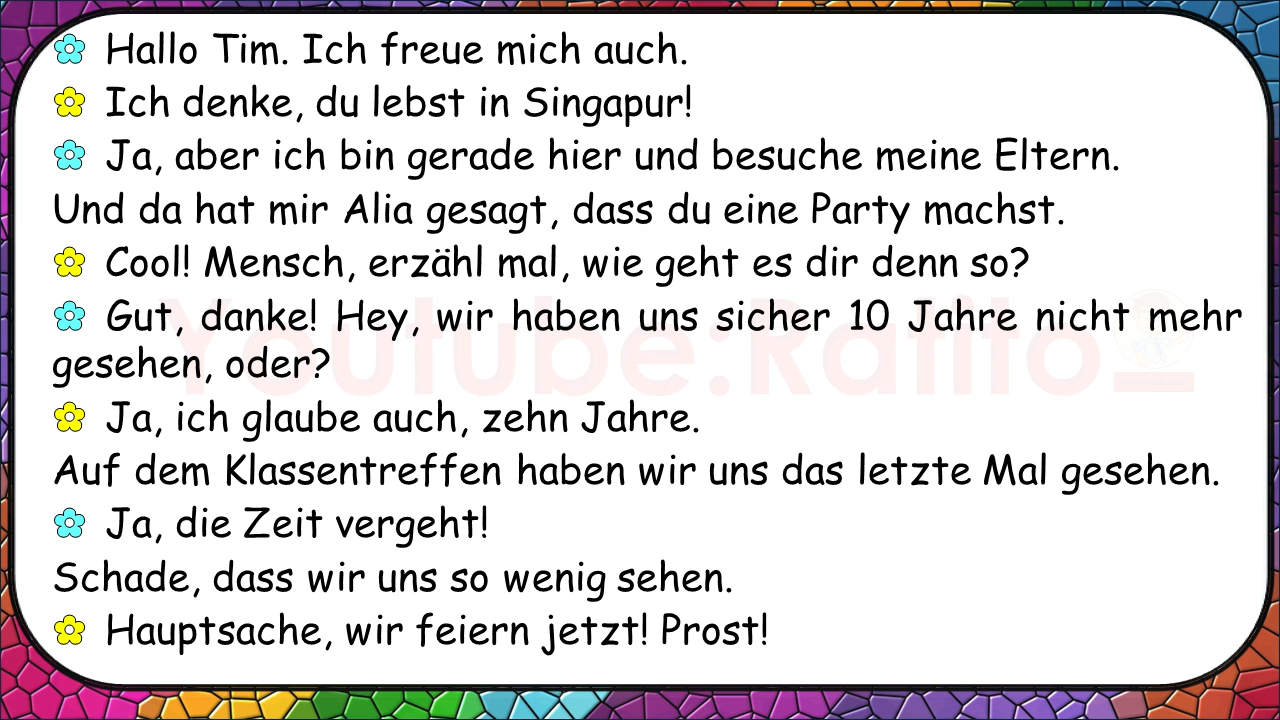 Hallo Tim. Ich freue mich auch.
Ich denke, du lebst in Singapur!
Ja, aber ich bin gerade hier und besuche meine Eltern.
Und da hat mir Alia gesagt, dass du eine Party machst.
Cool! Mensch, erzähl mal, wie geht es dir denn so?
Gut, danke! Hey, wir haben uns sicher 10 Jahre nicht mehr
gesehen, oder?
Ja, ich glaube auch, zehn Jahre.
Auf dem Klassentreffen haben wir uns das letzte Mal gesehen.
Ja, die Zeit vergeht!
Schade, dass wir uns so wenig sehen.
Hauptsache, wir feiern jetzt! Prost!